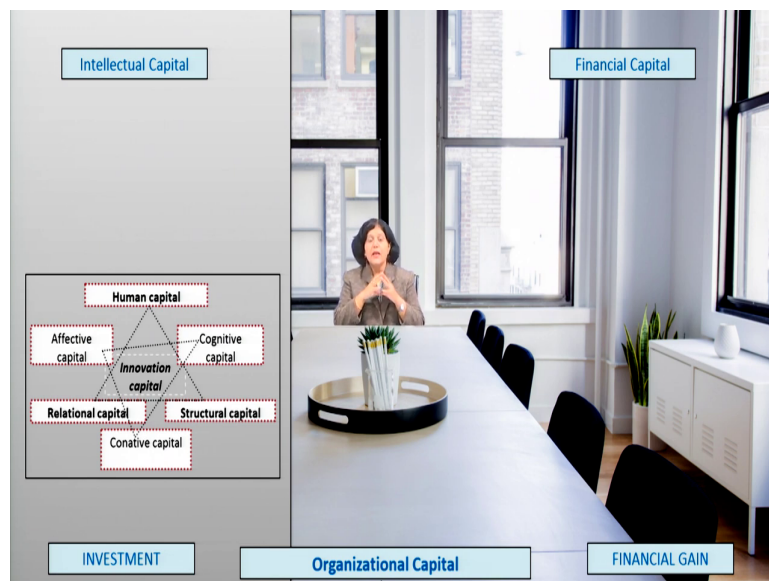 Intellectual Capital
Financial Capital
Human capital
Affective
capital
Cognitive
capital
Innovation
capital
Relational capital
Structural capital
Conative capital
INVESTMENT
Organizational Capital
FINANCIAL GAIN